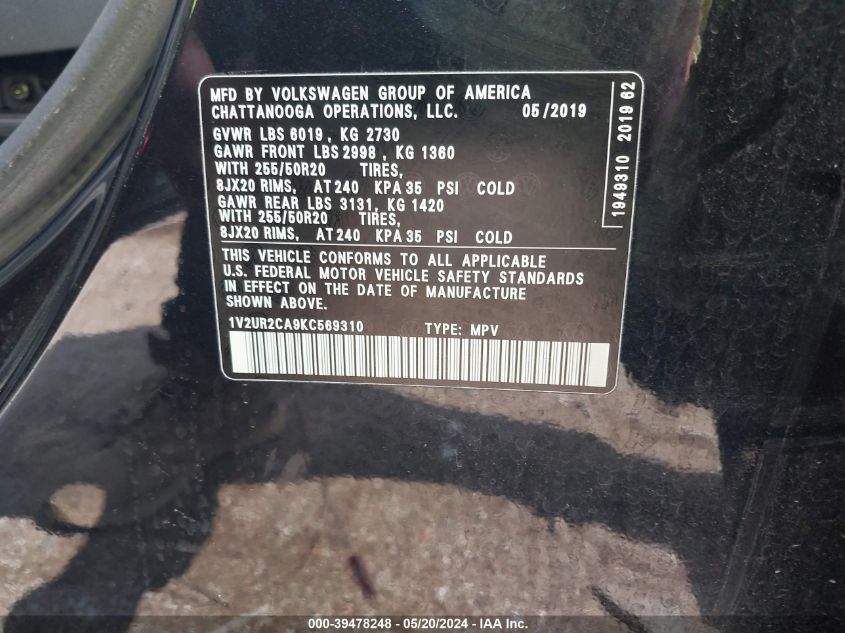 MFD BY VOLKSWAGEN GROUP OF AMERICA
CHATTANOOGA OPERATIONS, LLC. 05/2019
GVWR LBS 6019, KG 2730
GAWR FRONT LBS 2998 , KG 1360
WITH 255/50R20 TIRES,
8JX20 RIMS, AT 240 KPA 35 PSI COLD
GAWR REAR LBS 3131, KG 1420
WITH 255/50R20 TIRES,
8JX20 RIMS, AT 240 KPA 35 PSI COLD
THIS VEHICLE CONFORMS TO ALL APPLICABLE
U.S. FEDERAL MOTOR VEHICLE SAFETY STANDARDS
IN EFFECT ON THE DATE OF MANUFACTURE
SHOWN ABOVE.
1V2UR2CA9KC569310 TYPE: MPV
1949310 2019 62
000-39478248 - 05/20/2024 - IAA Inc.